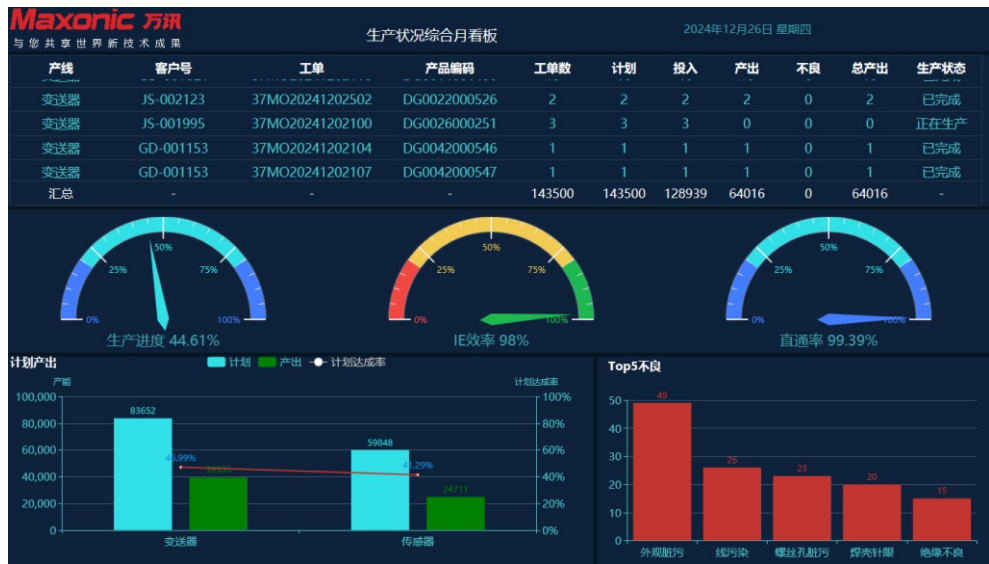 Maxonic 万讯
与您共享世界新技术成果
生产状况综合月看板
2024年12月26日 星期四
产线 客户号 工单 产品编码 工单数 计划 投入 产出 不良 总产出 生产状态
变送器 JS-002123 37MO20241202502 DG0022000526 2 2 2 2 0 2 已完成
变送器 JS-001995 37MO20241202100 DG0026000251 3 3 3 0 0 0 正在生产
变送器 GD-001153 37MO20241202104 DG0042000546 1 1 1 1 0 1 已完成
变送器 GD-001153 37MO20241202107 DG0042000547 1 1 1 1 0 1 已完成
汇总 - - - 143500 143500 128939 64016 0 64016 -
0% 25% 50% 75% 100%
生产进度 44.61%
0% 25% 50% 75% 100%
IE效率 98%
0% 25% 50% 75% 100%
直通率 99.39%
计划产出
计划 产出 计划达成率
产能 计划达成率
100,000 100%
80,000 80%
60,000 60%
40,000 40%
20,000 20%
0 0%
83652
59848
24711
变送器 传感器
Top5不良
50
40
30
20
10
0
49
26
23
20
15
外观脏污 线污染 螺丝孔脏污 焊壳针眼 绝缘不良